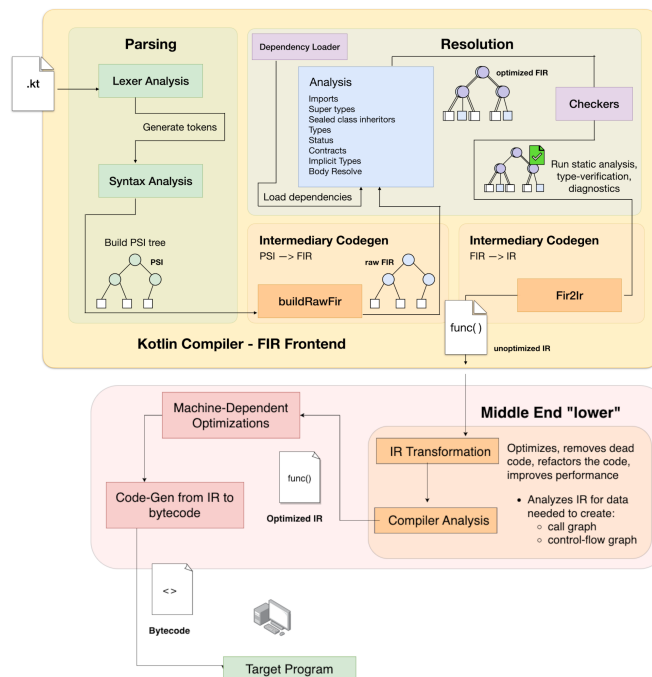 Parsing
.kt
Lexer Analysis
Generate tokens
Syntax Analysis
Build PSI tree
PSI
Resolution
Dependency Loader
Analysis
Imports
Super types
Sealed class inheritors
Types
Status
Contracts
Implicit Types
Body Resolve
Load dependencies
optimized FIR
Checkers
Run static analysis,
type-verification,
diagnostics
Intermediary Codegen
PSI —> FIR
raw FIR
buildRawFir
Intermediary Codegen
FIR —> IR
Fir2Ir
func( )
unoptimized IR
Kotlin Compiler - FIR Frontend
Middle End "lower"
Machine-Dependent
Optimizations
Code-Gen from IR to
bytecode
func()
Optimized IR
IR Transformation
Compiler Analysis
Optimizes, removes dead
code, refactors the code,
improves performance
• Analyzes IR for data
needed to create:
○ call graph
○ control-flow graph
< >
Bytecode
Target Program